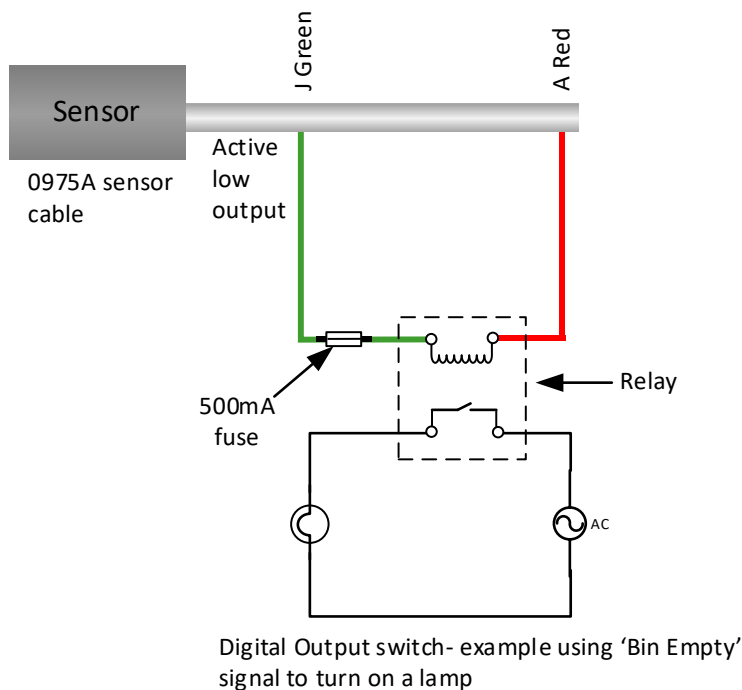 J Green
A Red
Sensor
Active
low
output
0975A sensor
cable
500mA
fuse
Relay
AC
Digital Output switch- example using ‘Bin Empty’
signal to turn on a lamp